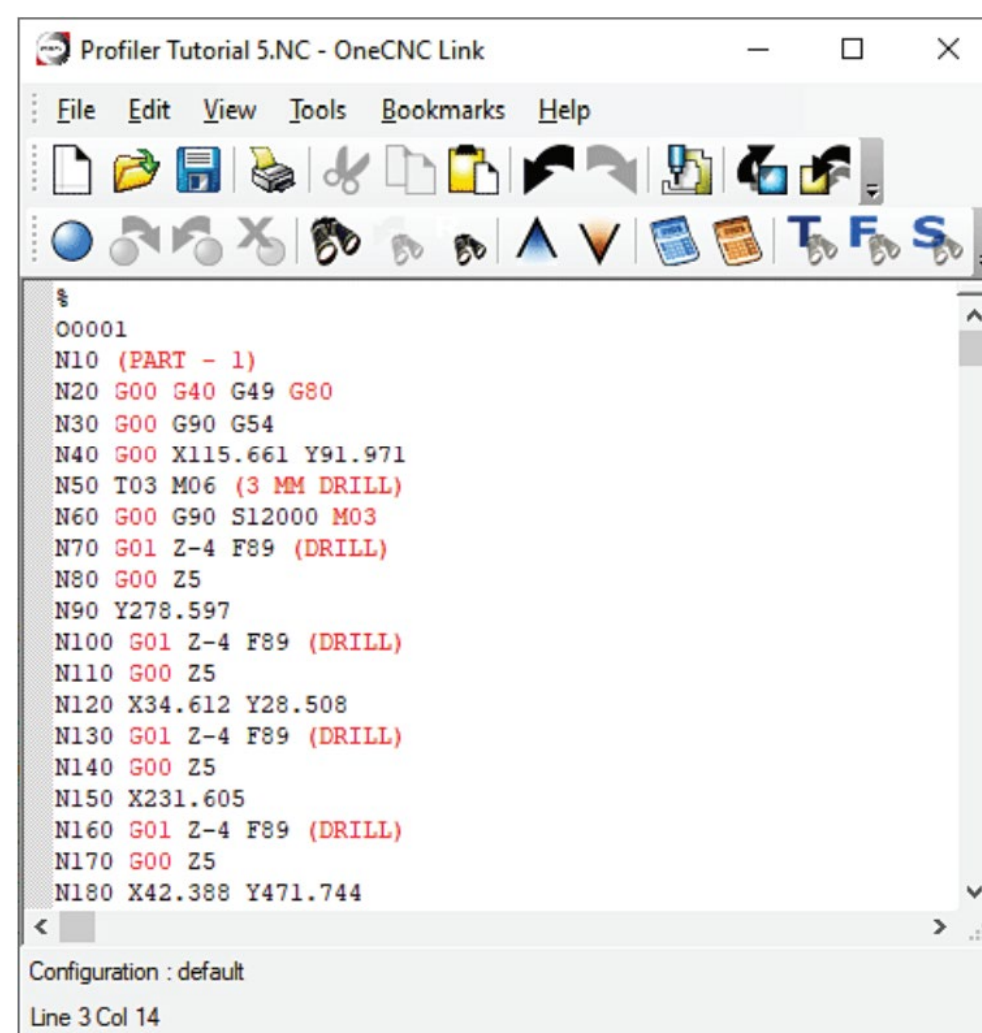 Profiler Tutorial 5.NC - OneCNC Link
File Edit View Tools Bookmarks Help
T F S
%
O0001
N10 (PART - 1)
N20 G00 G40 G49 G80
N30 G00 G90 G54
N40 G00 X115.661 Y91.971
N50 T03 M06 (3 MM DRILL)
N60 G00 G90 S12000 M03
N70 G01 Z-4 F89 (DRILL)
N80 G00 Z5
N90 Y278.597
N100 G01 Z-4 F89 (DRILL)
N110 G00 Z5
N120 X34.612 Y28.508
N130 G01 Z-4 F89 (DRILL)
N140 G00 Z5
N150 X231.605
N160 G01 Z-4 F89 (DRILL)
N170 G00 Z5
N180 X42.388 Y471.744
Configuration : default
Line 3 Col 14